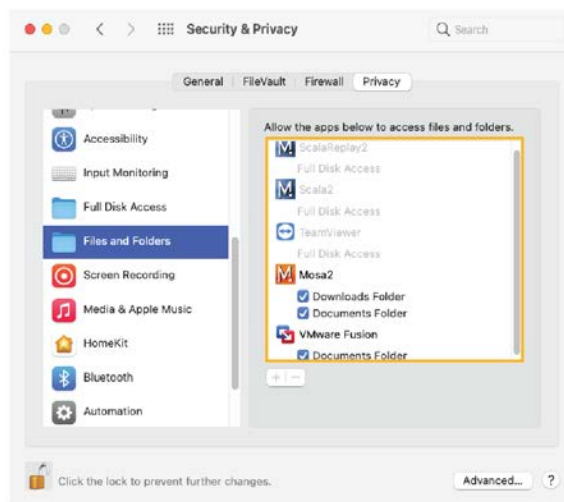 Security & Privacy
Search
General
FileVault
Firewall
Privacy
Accessibility
Input Monitoring
Full Disk Access
Files and Folders
Screen Recording
Media & Apple Music
HomeKit
Bluetooth
Automation
Allow the apps below to access files and folders.
ScalaReplay2
Full Disk Access
Scala2
Full Disk Access
TeamViewer
Full Disk Access
Mosa2
Downloads Folder
Documents Folder
VMware Fusion
Documents Folder
Click the lock to prevent further changes.
Advanced...
?